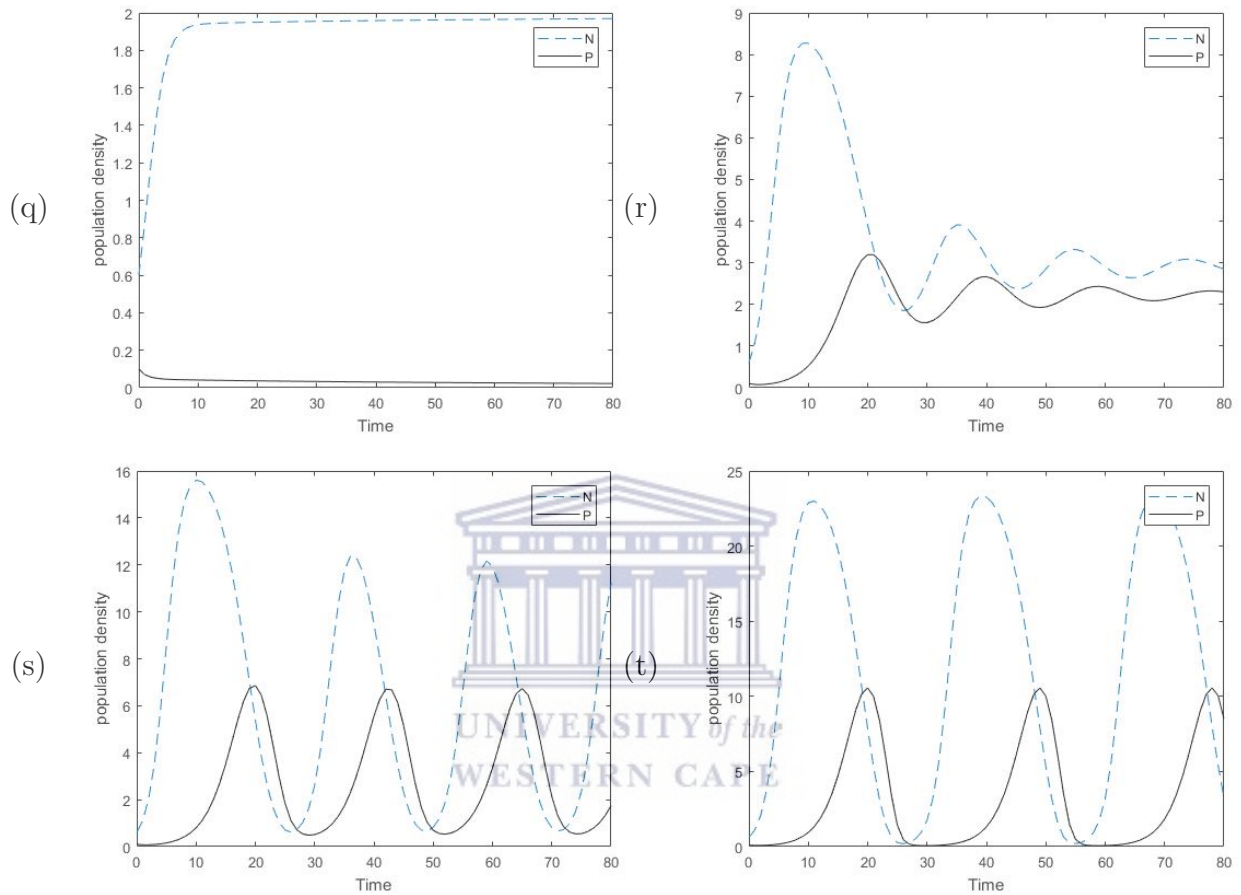 2
1.8
1.6
1.4
1.2
1
0.8
0.6
0.4
0.2
0
population density
0 10 20 30 40 50 60 70 80
Time
N
P
(q)
9
8
7
6
5
4
3
2
1
0
population density
0 10 20 30 40 50 60 70 80
Time
N
P
(r)
16
14
12
10
8
6
4
2
0
population density
0 10 20 30 40 50 60 70 80
Time
N
P
(s)
25
20
15
10
5
0
population density
0 10 20 30 40 50 60 70 80
Time
N
P
(t)
UNIVERSITY of the
WESTERN CAPE